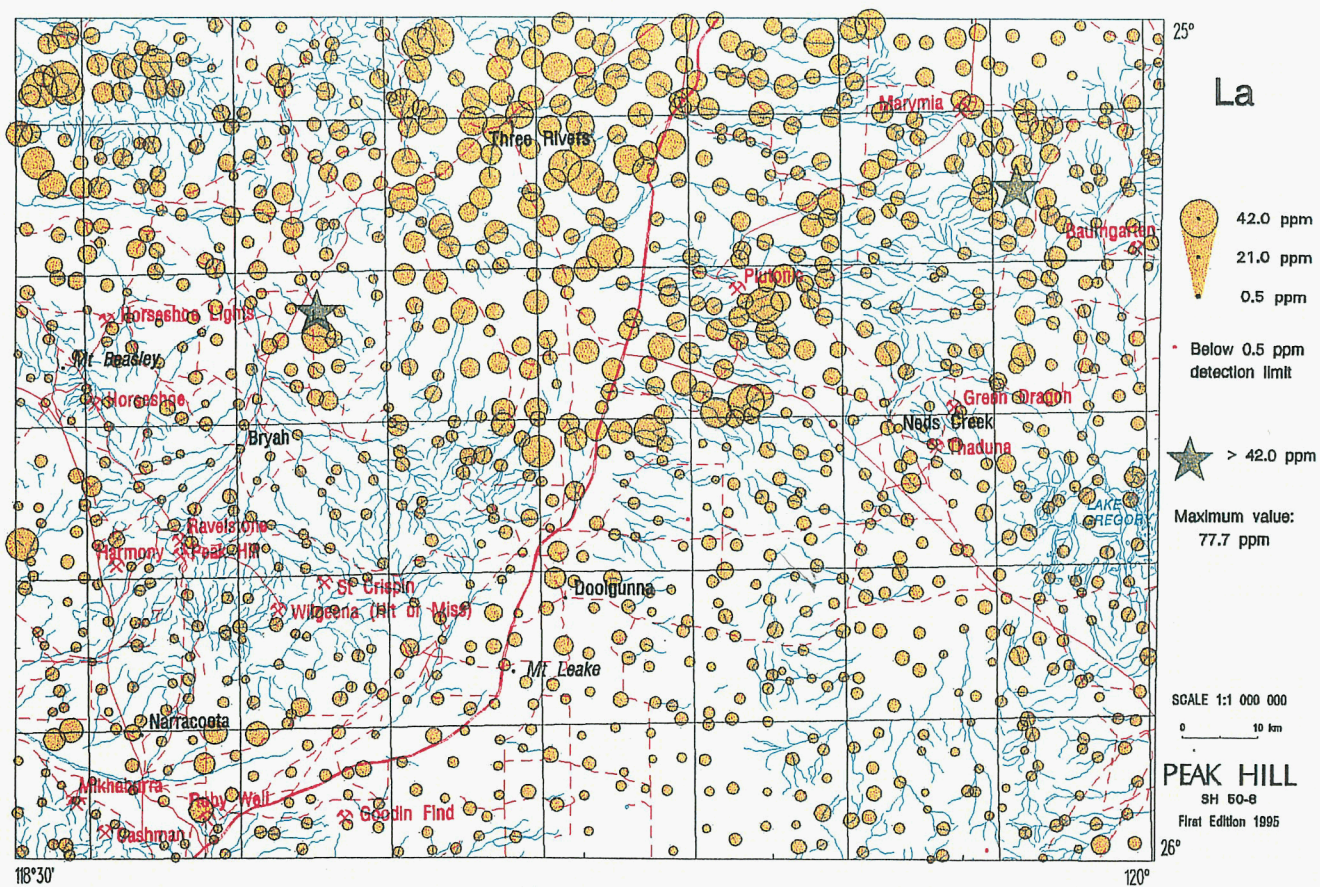 25°
La
Marymia
Three Rivers
42.0 ppm
Baumgarten
21.0 ppm
Plutonic
0.5 ppm
Horseshoe Lights
Below 0.5 ppm
detection limit
Mt Beasley
Horseshoe
Green Dragon
Neds Creek
Bryah
Thaduna
> 42.0 ppm
LAKE
GREGORY
Maximum value:
77.7 ppm
Ravelstone
Harmony
Peak Hill
St Crispin
Doolgunna
Wilgeena (Hit or Miss)
Mt Leake
SCALE 1:1 000 000
0 10 km
Narracoota
PEAK HILL
SH 50-8
First Edition 1995
Mikhaburra
Ruby Well
Goodin Find
Cashman
26°
118°30'
120°